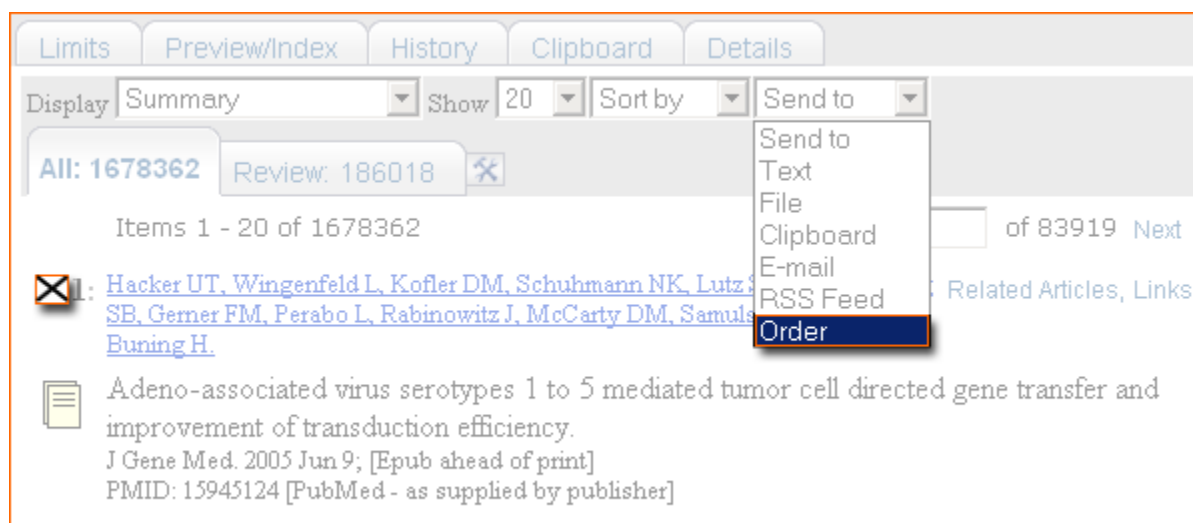 Limits Preview/Index History Clipboard Details
Display Summary Show 20 Sort by Send to
Send to
Text
File
Clipboard
E-mail
RSS Feed
Order
All: 1678362 Review: 186018
Items 1 - 20 of 1678362 of 83919 Next
1: Hacker UT, Wingenfeld L, Kofler DM, Schuhmann NK, Lutz Related Articles, Links
SB, Gerner FM, Perabo L, Rabinowitz J, McCarty DM, Samuls
Buning H.
Adeno-associated virus serotypes 1 to 5 mediated tumor cell directed gene transfer and
improvement of transduction efficiency.
J Gene Med. 2005 Jun 9; [Epub ahead of print]
PMID: 15945124 [PubMed - as supplied by publisher]